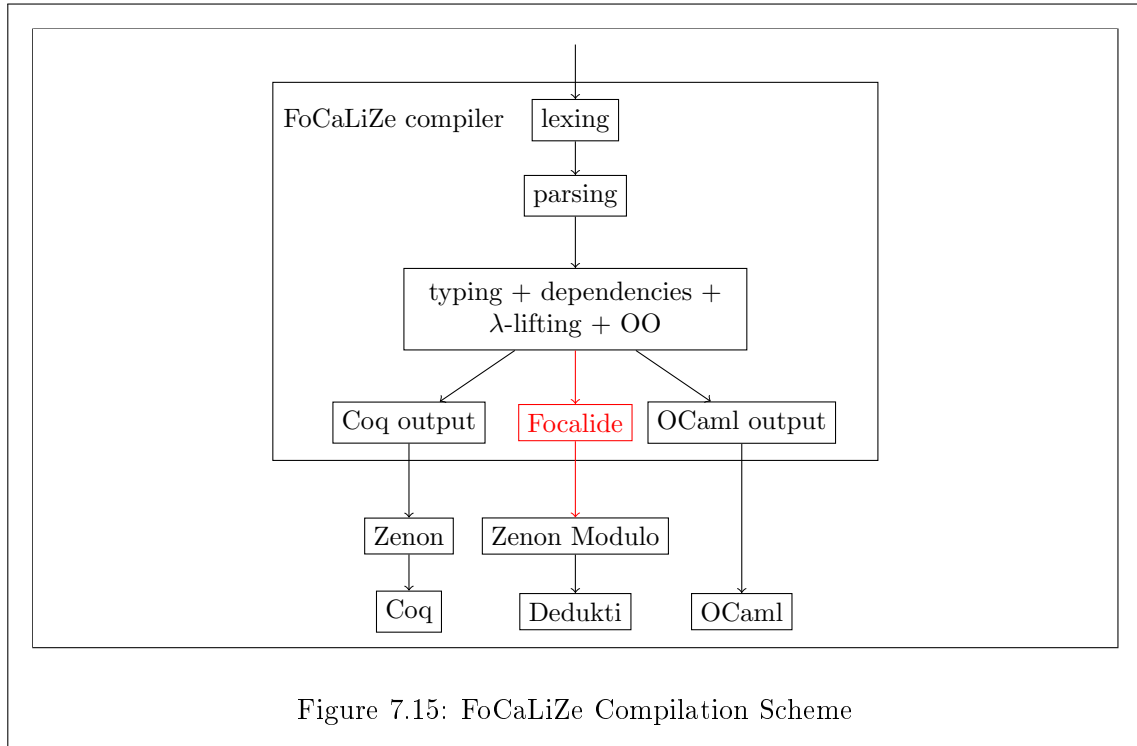 FoCaLiZe compiler
lexing
parsing
typing + dependencies +
λ-lifting + OO
Coq output
Focalide
OCaml output
Zenon
Zenon Modulo
Coq
Dedukti
OCaml
Figure 7.15: FoCaLiZe Compilation Scheme